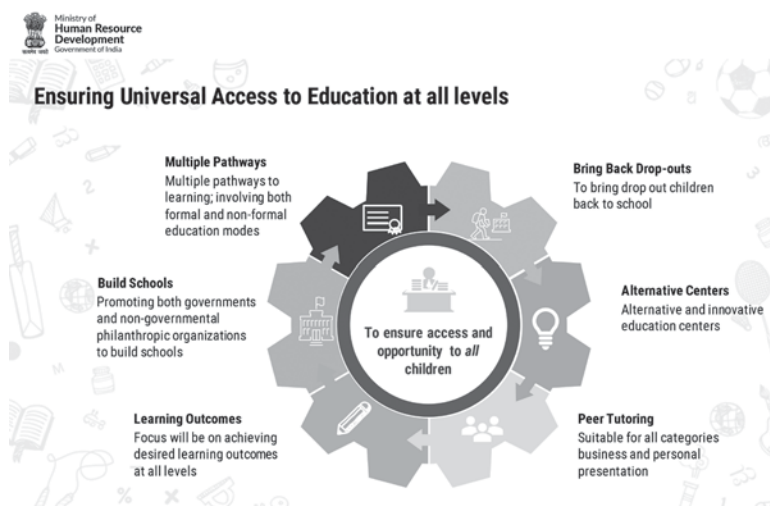 Ministry of
Human Resource
Development
Government of India
सत्यमेव जयते
Ensuring Universal Access to Education at all levels
Multiple Pathways
Multiple pathways to
learning; involving both
formal and non-formal
education modes
Bring Back Drop-outs
To bring drop out children
back to school
Build Schools
Promoting both governments
and non-governmental
philanthropic organizations
to build schools
To ensure access and
opportunity to all
children
Alternative Centers
Alternative and innovative
education centers
Learning Outcomes
Focus will be on achieving
desired learning outcomes
at all levels
Peer Tutoring
Suitable for all categories
business and personal
presentation